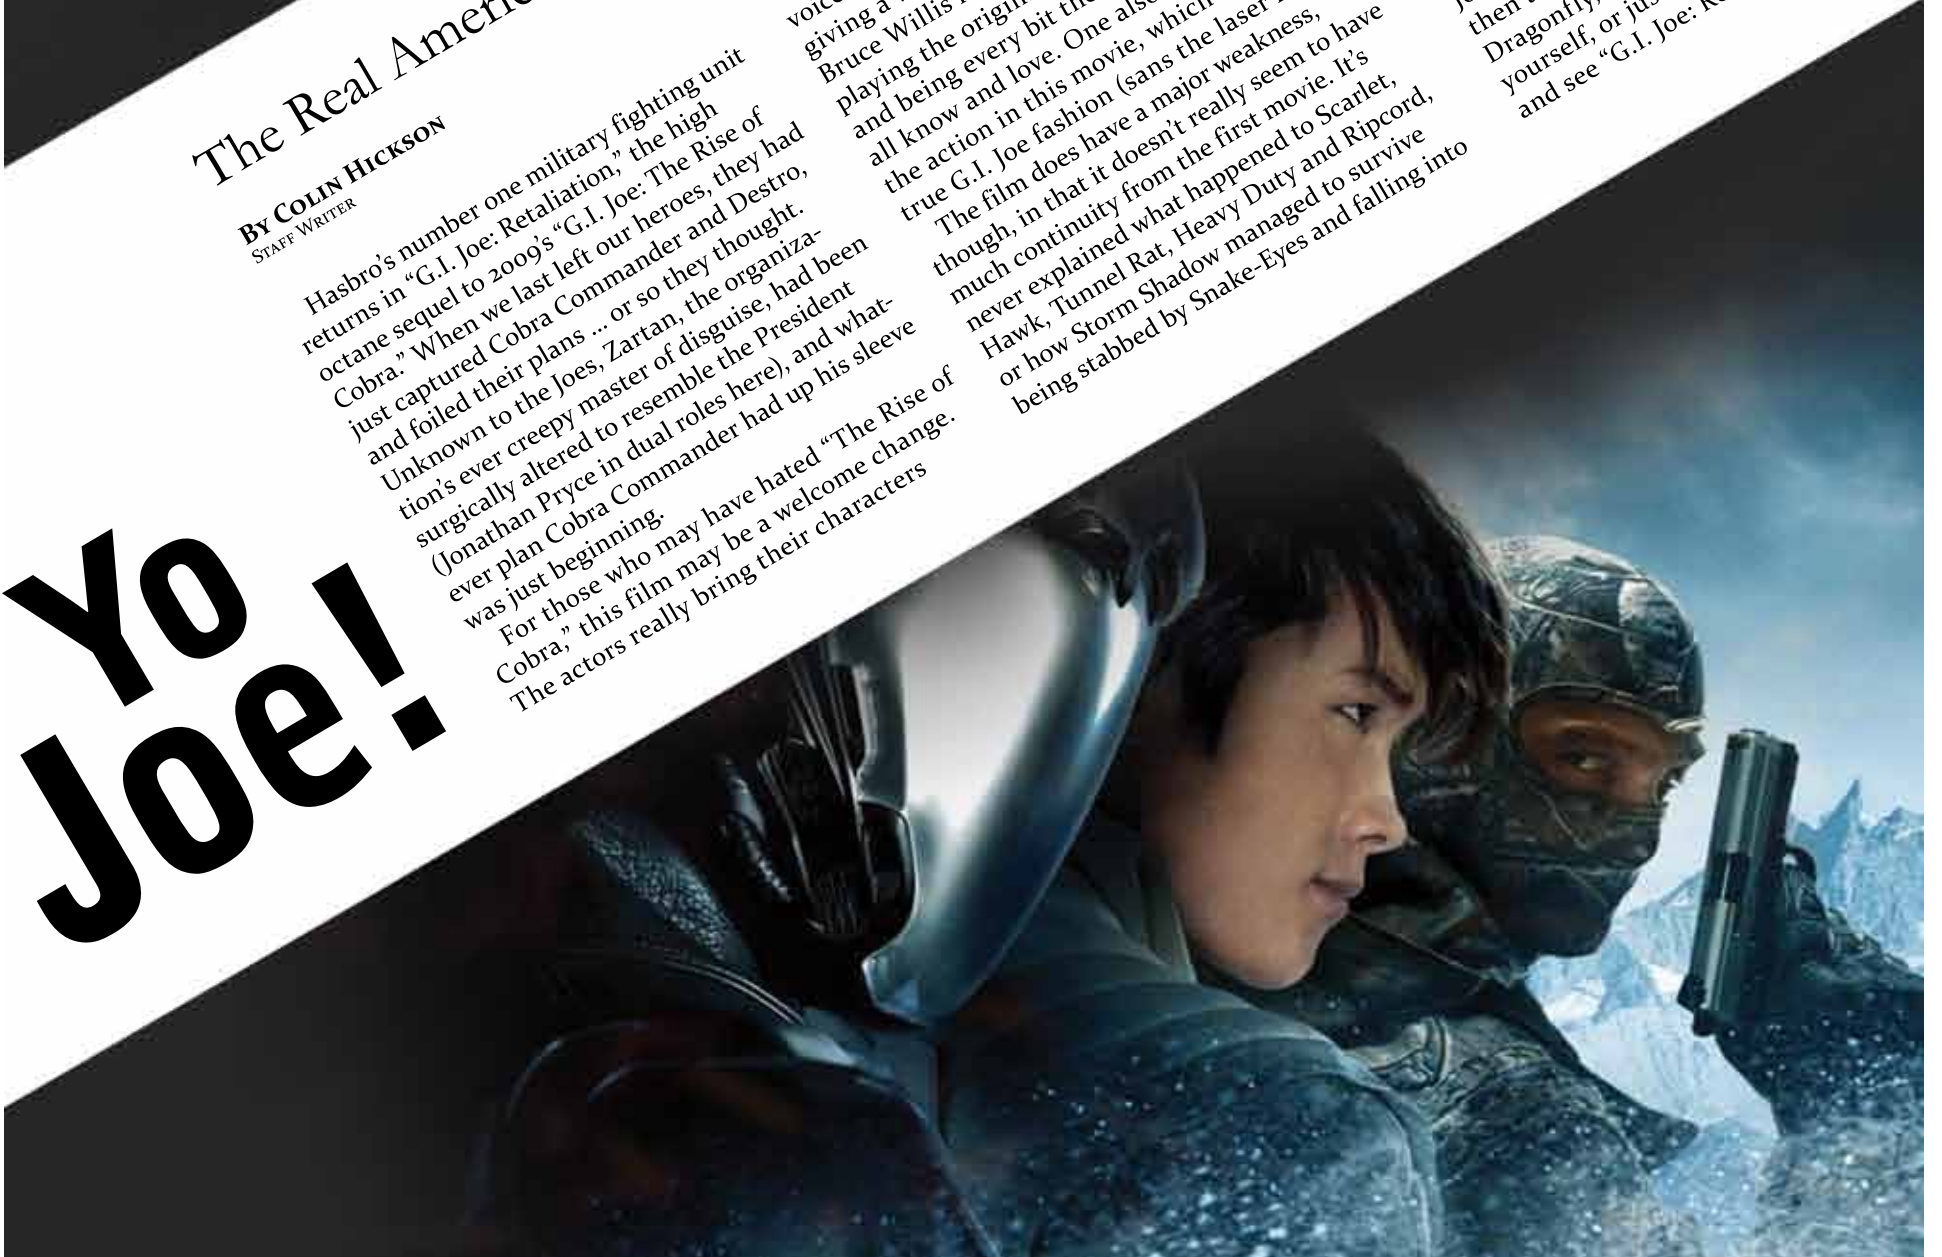 The Real Americ
By Colin Hickson
Staff Writer
Hasbro's number one military fighting unit
returns in “G.I. Joe: Retaliation,” the high
octane sequel to 2009's “G.I. Joe: The Rise of
Cobra.” When we last left our heroes, they had
just captured Cobra Commander and Destro,
and foiled their plans ... or so they thought.
Unknown to the Joes, Zartan, the organiza-
tion's ever creepy master of disguise, had been
surgically altered to resemble the President
(Jonathan Pryce in dual roles here), and what-
ever plan Cobra Commander had up his sleeve
was just beginning.
For those who may have hated “The Rise of
Cobra,” this film may be a welcome change.
The actors really bring their characters
voice
giving a
Bruce Willis
playing the origin
and being every bit the
all know and love. One also
the action in this movie, which
true G.I. Joe fashion (sans the laser
The film does have a major weakness,
though, in that it doesn't really seem to have
much continuity from the first movie. It's
never explained what happened to Scarlet,
Hawk, Tunnel Rat, Heavy Duty and Ripcord,
or how Storm Shadow managed to survive
being stabbed by Snake-Eyes and falling into
then
Dragonfly,
yourself, or jus
and see “G.I. Joe: R
Yo
Joe!